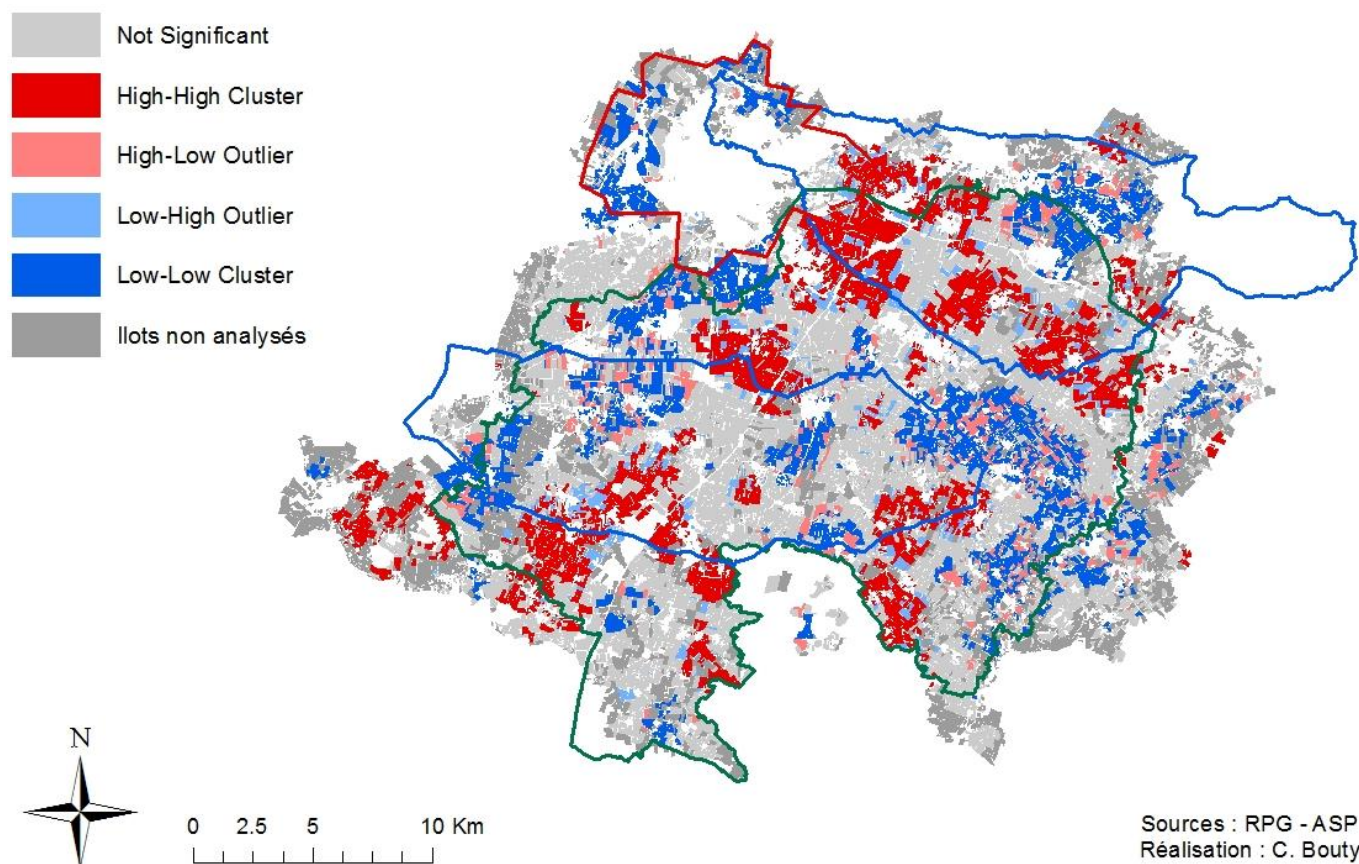 Not Significant
High-High Cluster
High-Low Outlier
Low-High Outlier
Low-Low Cluster
Ilots non analysés
N
0 2.5 5 10 Km
Sources : RPG - ASP
Réalisation : C. Bouty